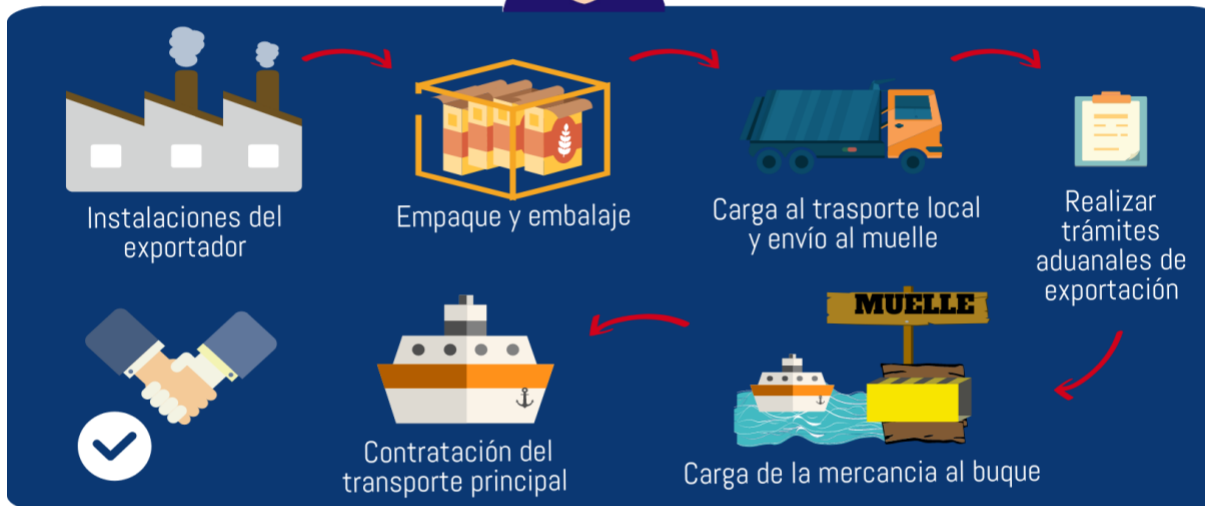 Instalaciones del
exportador
Empaque y embalaje
Carga al trasporte local
y envío al muelle
Realizar
trámites
aduanales de
exportación
MUELLE
Carga de la mercancia al buque
Contratación del
transporte principal